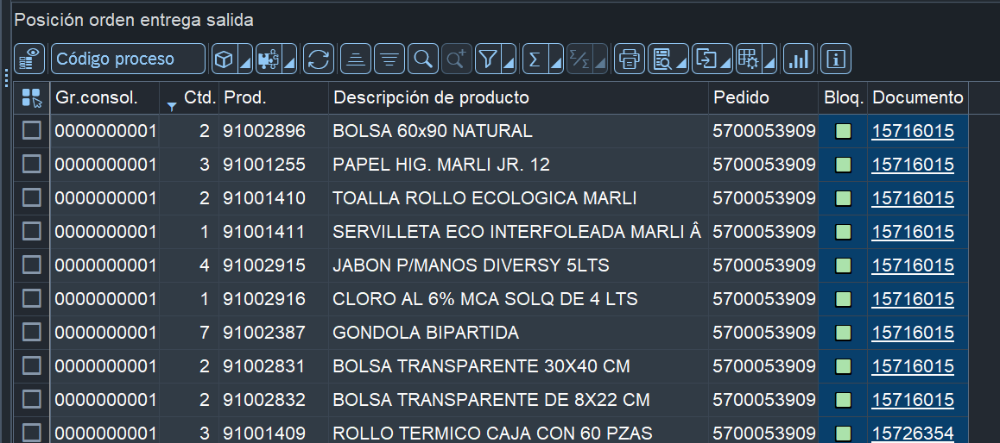 Posición orden entrega salida
Código proceso
Gr.consol. Ctd. Prod. Descripción de producto Pedido Bloq. Documento
0000000001 2 91002896 BOLSA 60x90 NATURAL 5700053909 15716015
0000000001 3 91001255 PAPEL HIG. MARLI JR. 12 5700053909 15716015
0000000001 2 91001410 TOALLA ROLLO ECOLOGICA MARLI 5700053909 15716015
0000000001 1 91001411 SERVILLETA ECO INTERFOLEADA MARLI Â 5700053909 15716015
0000000001 4 91002915 JABON P/MANOS DIVERSY 5LTS 5700053909 15716015
0000000001 1 91002916 CLORO AL 6% MCA SOLQ DE 4 LTS 5700053909 15716015
0000000001 7 91002387 GONDOLA BIPARTIDA 5700053909 15716015
0000000001 2 91002831 BOLSA TRANSPARENTE 30X40 CM 5700053909 15716015
0000000001 2 91002832 BOLSA TRANSPARENTE DE 8X22 CM 5700053909 15716015
0000000001 3 91001409 ROLLO TERMICO CAJA CON 60 PZAS 5700053909 15726354